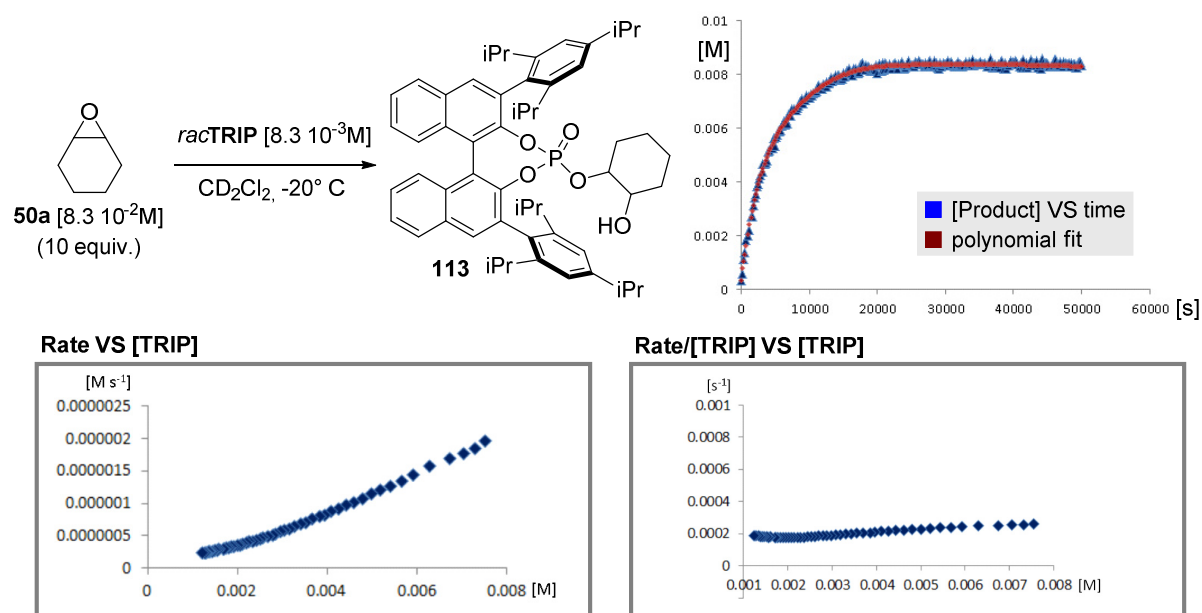 O
50a [8.3 10⁻²M]
(10 equiv.)
racTRIP [8.3 10⁻³M]
CD₂Cl₂, -20° C
iPr
iPr
iPr
O
O
P
O
O
HO
iPr
iPr
iPr
113
[M]
0.01
0.008
0.006
0.004
0.002
0
0 10000 20000 30000 40000 50000 60000 [s]
[Product] VS time
polynomial fit
Rate VS [TRIP]
[M s⁻¹]
0.0000025
0.000002
0.0000015
0.000001
0.0000005
0
0 0.002 0.004 0.006 0.008 [M]
Rate/[TRIP] VS [TRIP]
[s⁻¹]
0.001
0.0008
0.0006
0.0004
0.0002
0
0.001 0.002 0.003 0.004 0.005 0.006 0.007 0.008 [M]